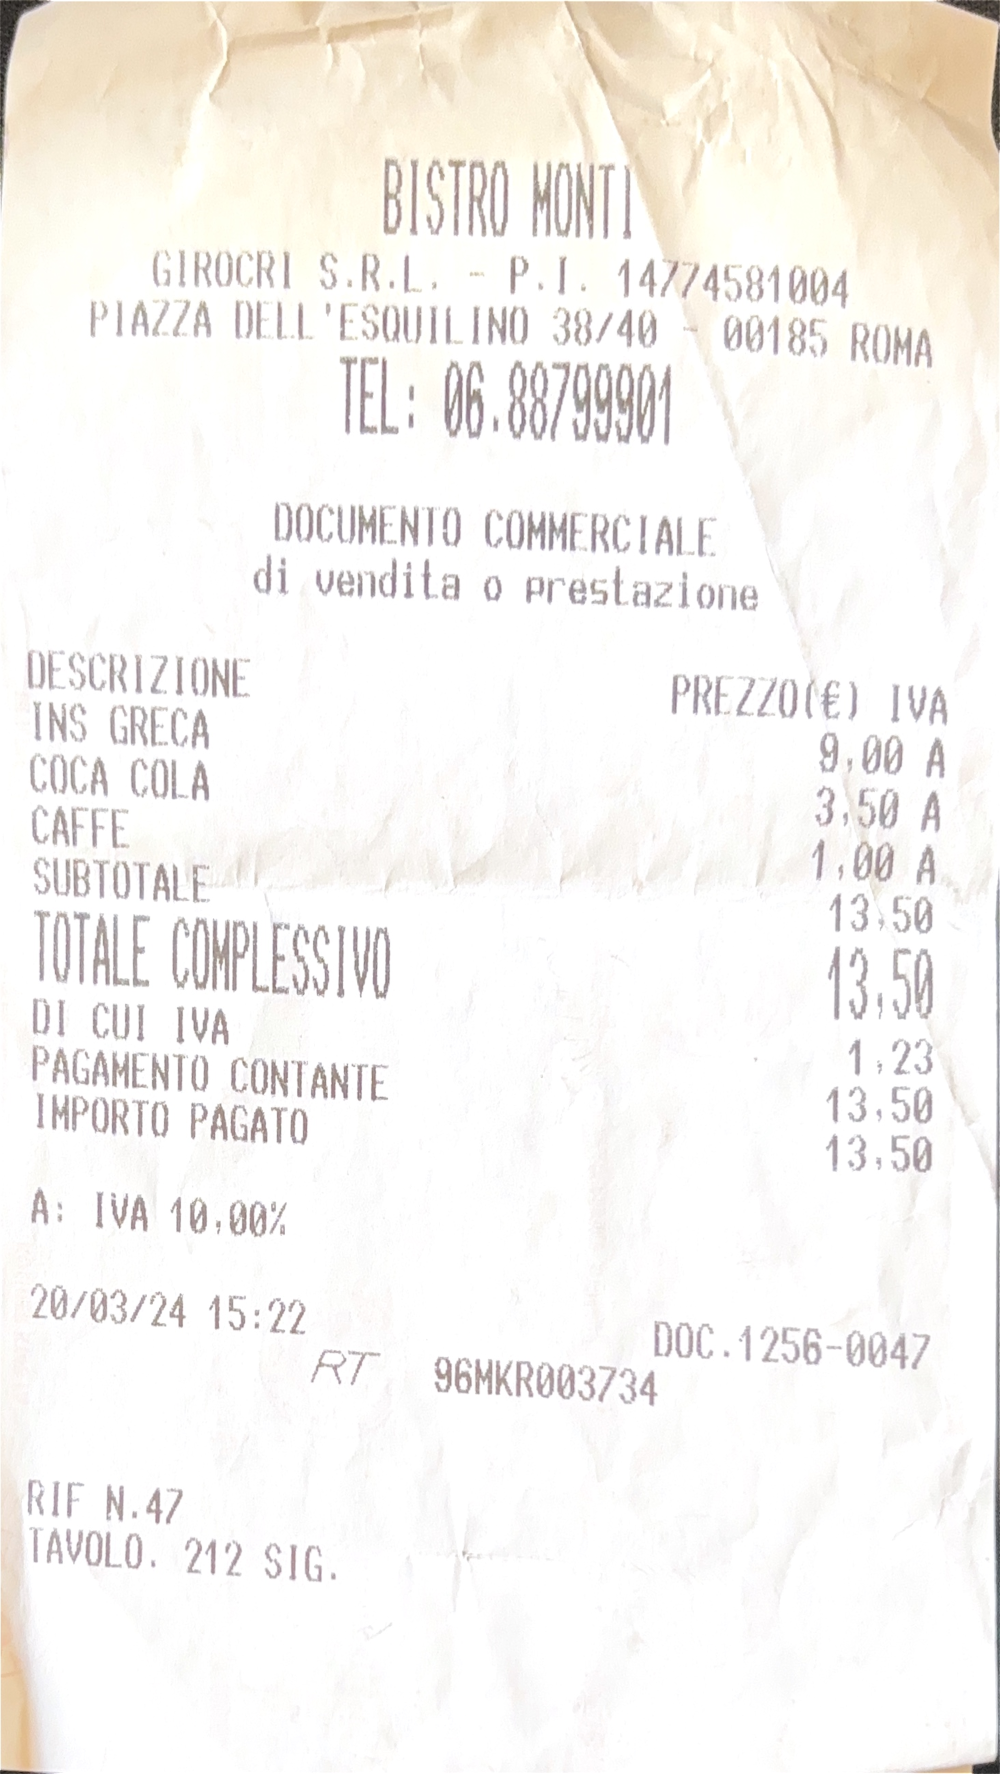 BISTRO MONTI
GIROCRI S.R.L. - P.I. 14774581004
PIAZZA DELL'ESQUILINO 38/40 - 00185 ROMA
TEL: 06.88799901
DOCUMENTO COMMERCIALE
di vendita o prestazione
DESCRIZIONE PREZZO(€) IVA
INS GRECA 9,00 A
COCA COLA 3,50 A
CAFFE 1,00 A
SUBTOTALE 13,50
TOTALE COMPLESSIVO 13,50
DI CUI IVA 1,23
PAGAMENTO CONTANTE 13,50
IMPORTO PAGATO 13,50
A: IVA 10,00%
20/03/24 15:22 DOC.1256-0047
RT 96MKR003734
RIF N.47
TAVOLO. 212 SIG.